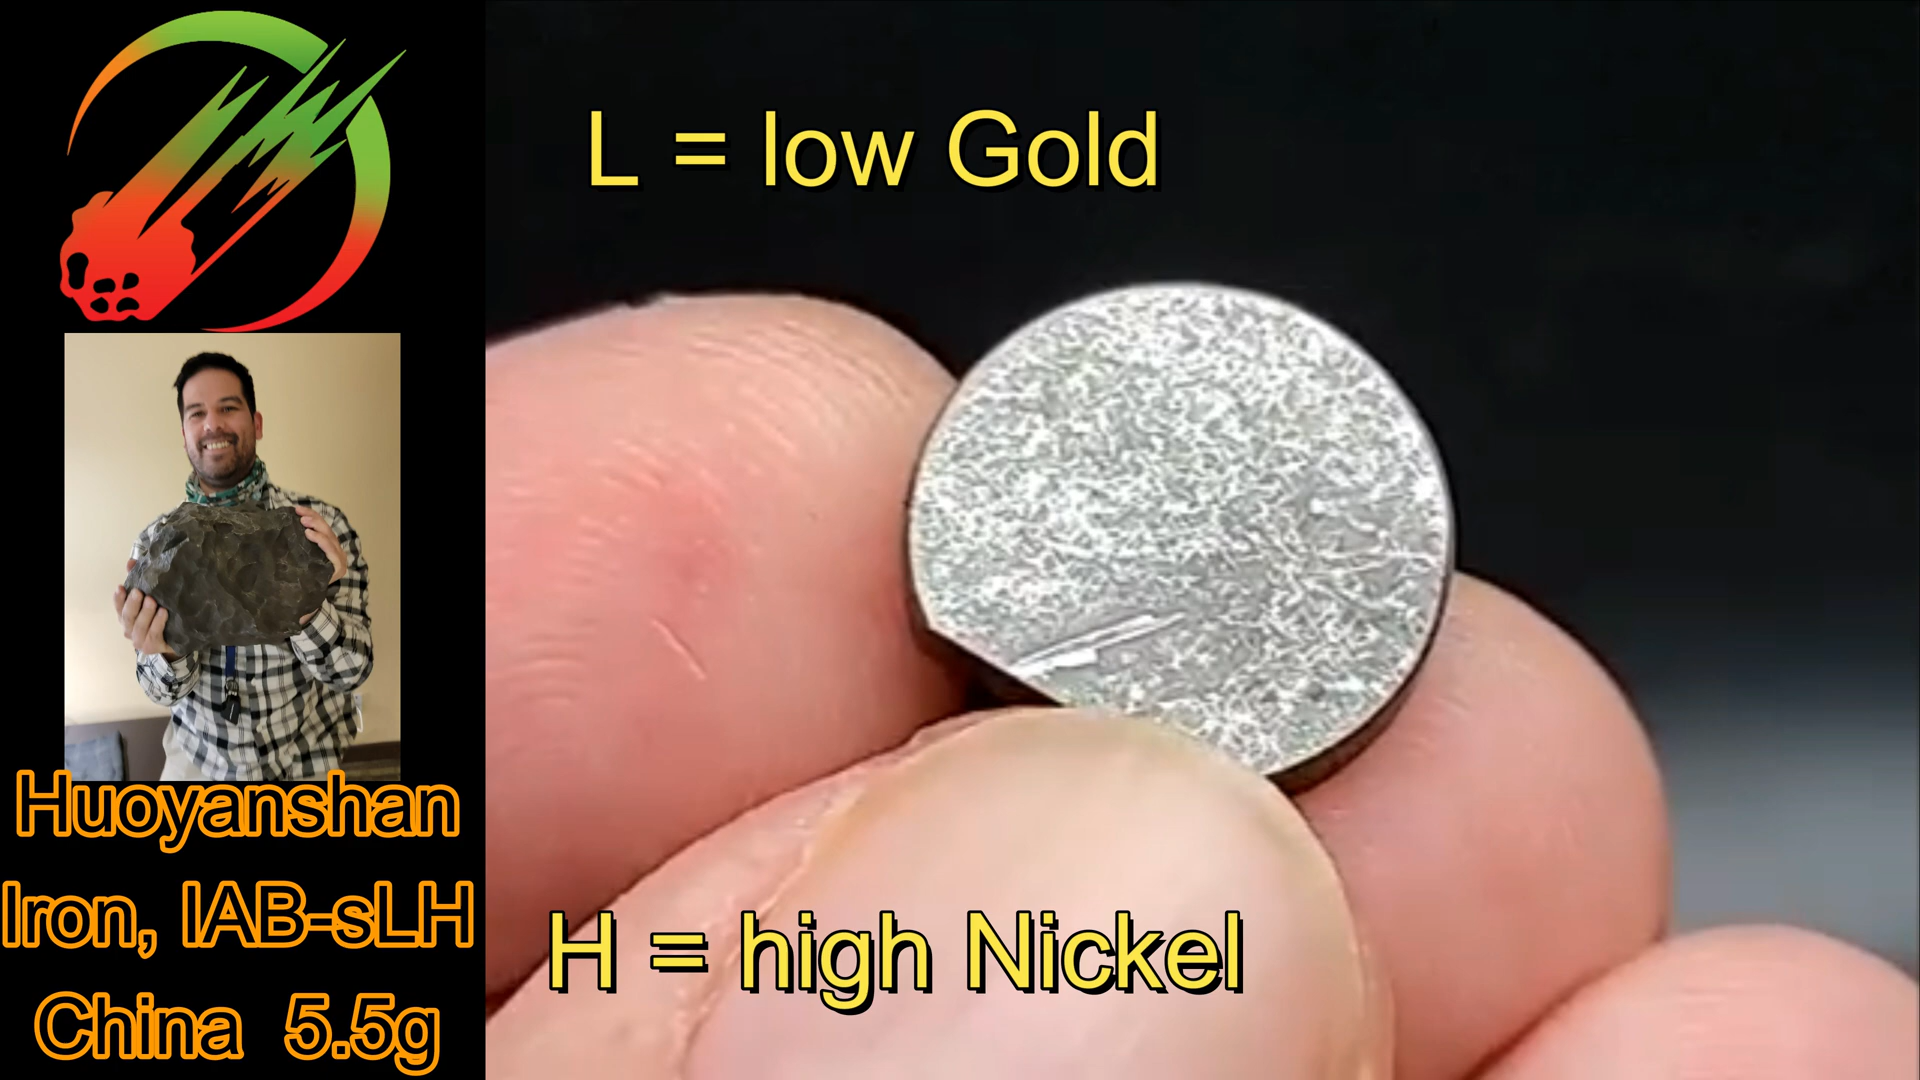 L = low Gold
H = high Nickel
Huoyanshan
Iron, IAB-sLH
China 5.5g